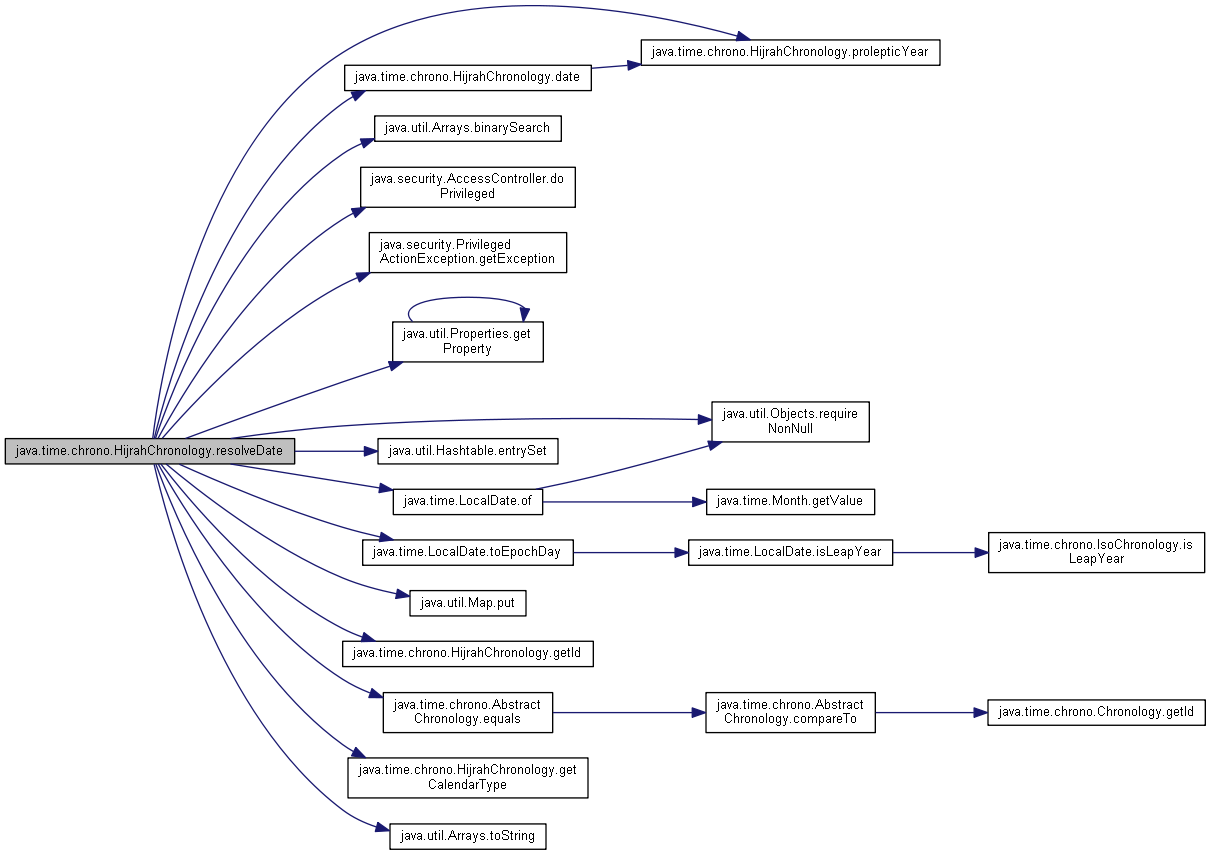 java.time.chrono.HijrahChronology.prolepticYear
java.time.chrono.HijrahChronology.date
java.util.Arrays.binarySearch
java.security.AccessController.do
Privileged
java.security.Privileged
ActionException.getException
java.util.Properties.get
Property
java.util.Objects.require
NonNull
java.time.chrono.HijrahChronology.resolveDate
java.util.Hashtable.entrySet
java.time.LocalDate.of
java.time.Month.getValue
java.time.LocalDate.toEpochDay
java.time.LocalDate.isLeapYear
java.time.chrono.IsoChronology.is
LeapYear
java.util.Map.put
java.time.chrono.HijrahChronology.getId
java.time.chrono.Abstract
Chronology.equals
java.time.chrono.Abstract
Chronology.compareTo
java.time.chrono.Chronology.getId
java.time.chrono.HijrahChronology.get
CalendarType
java.util.Arrays.toString